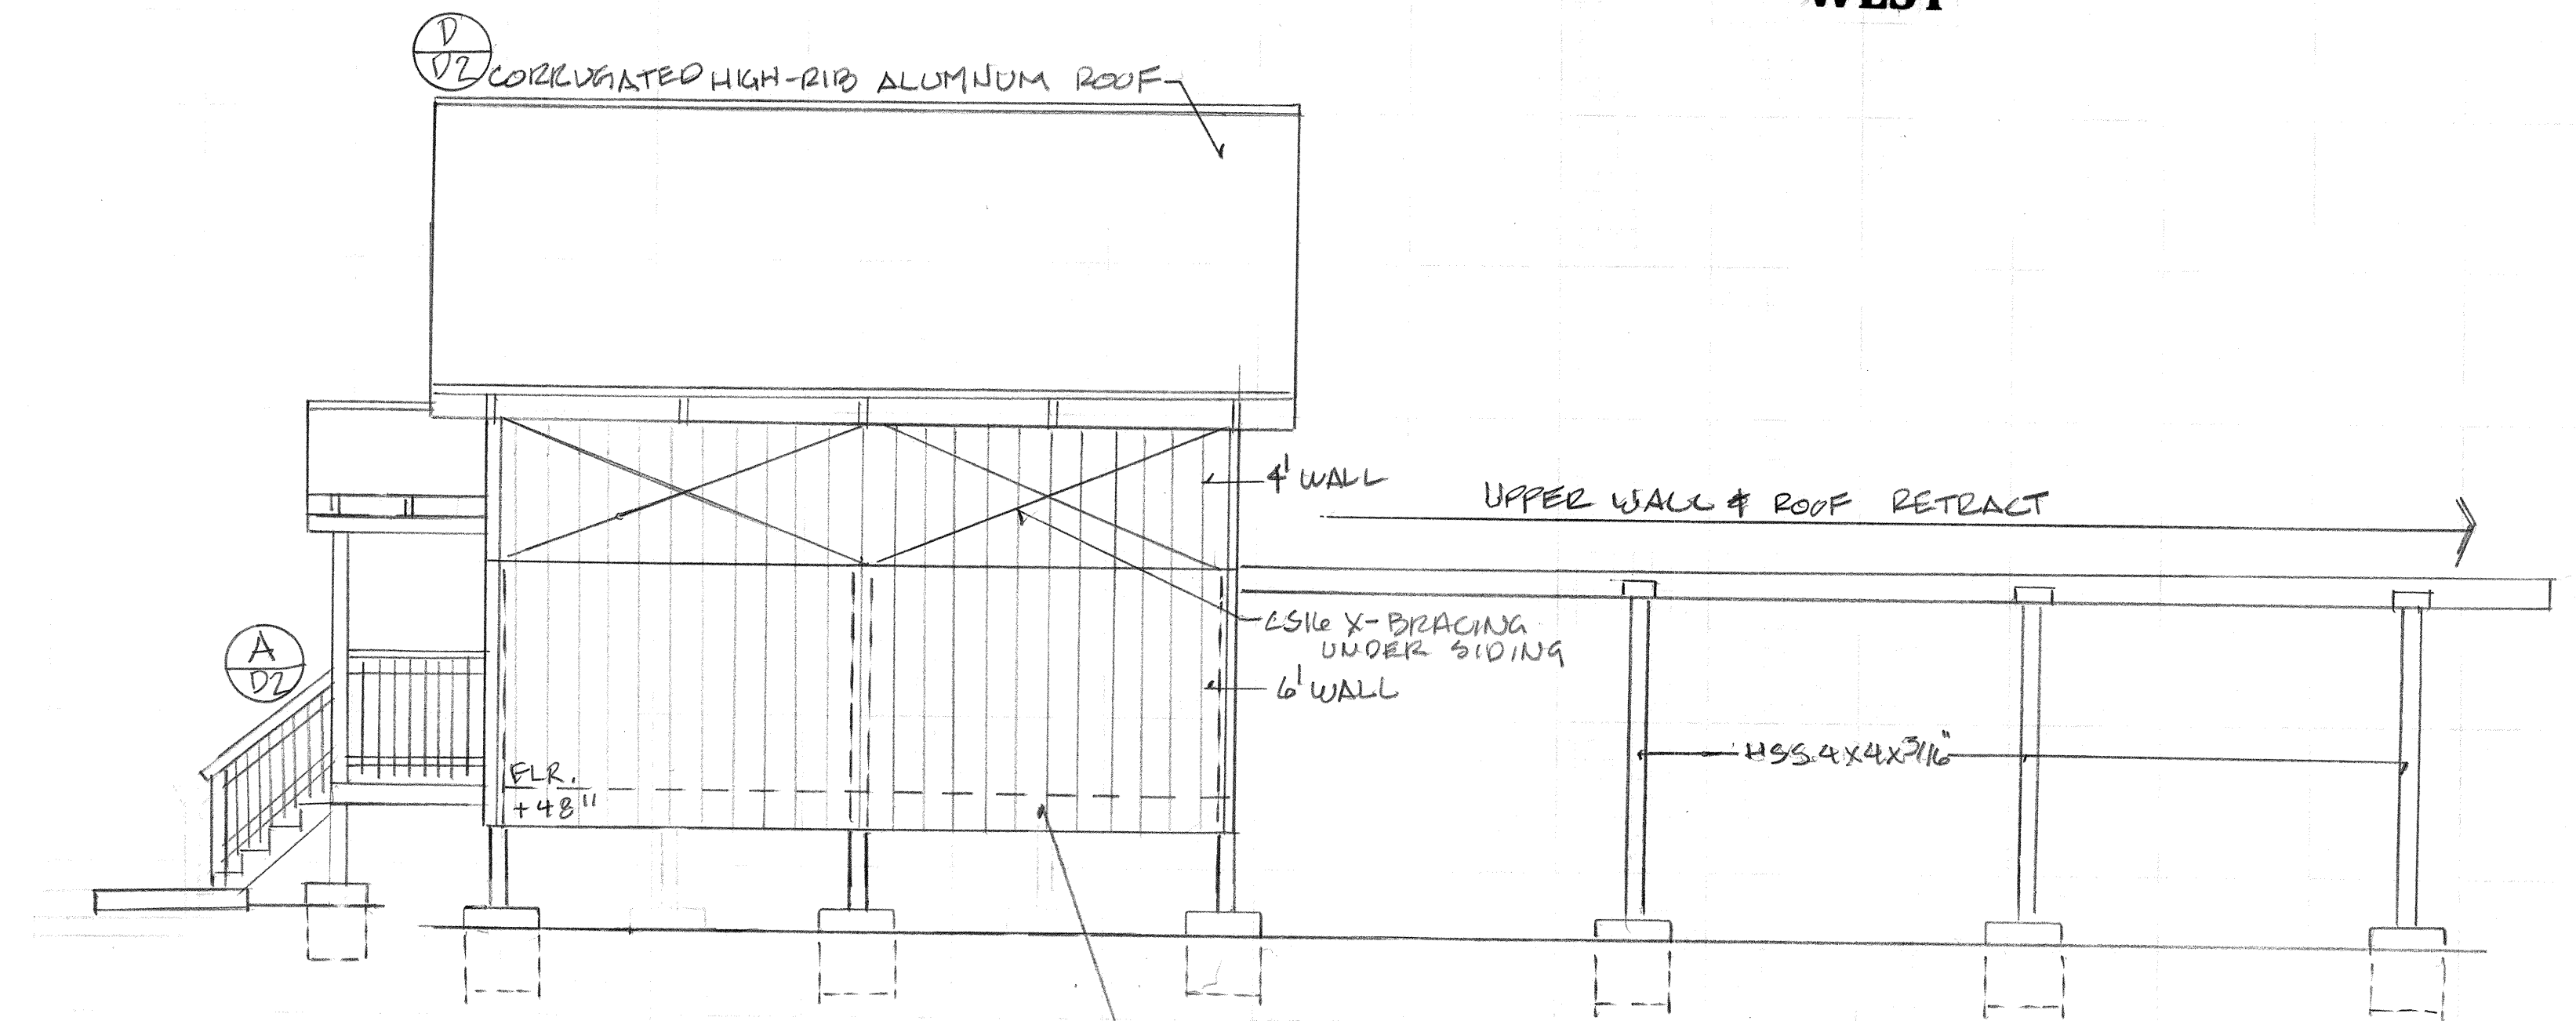 WEST
D
D2
CORRUGATED HIGH-RIB ALUMNUM ROOF
4' WALL
UPPER WALL & ROOF RETRACT
CS16 X-BRACING
UNDER SIDING
6' WALL
A
D2
HSS 4X4X3/16"
FLR.
+48"